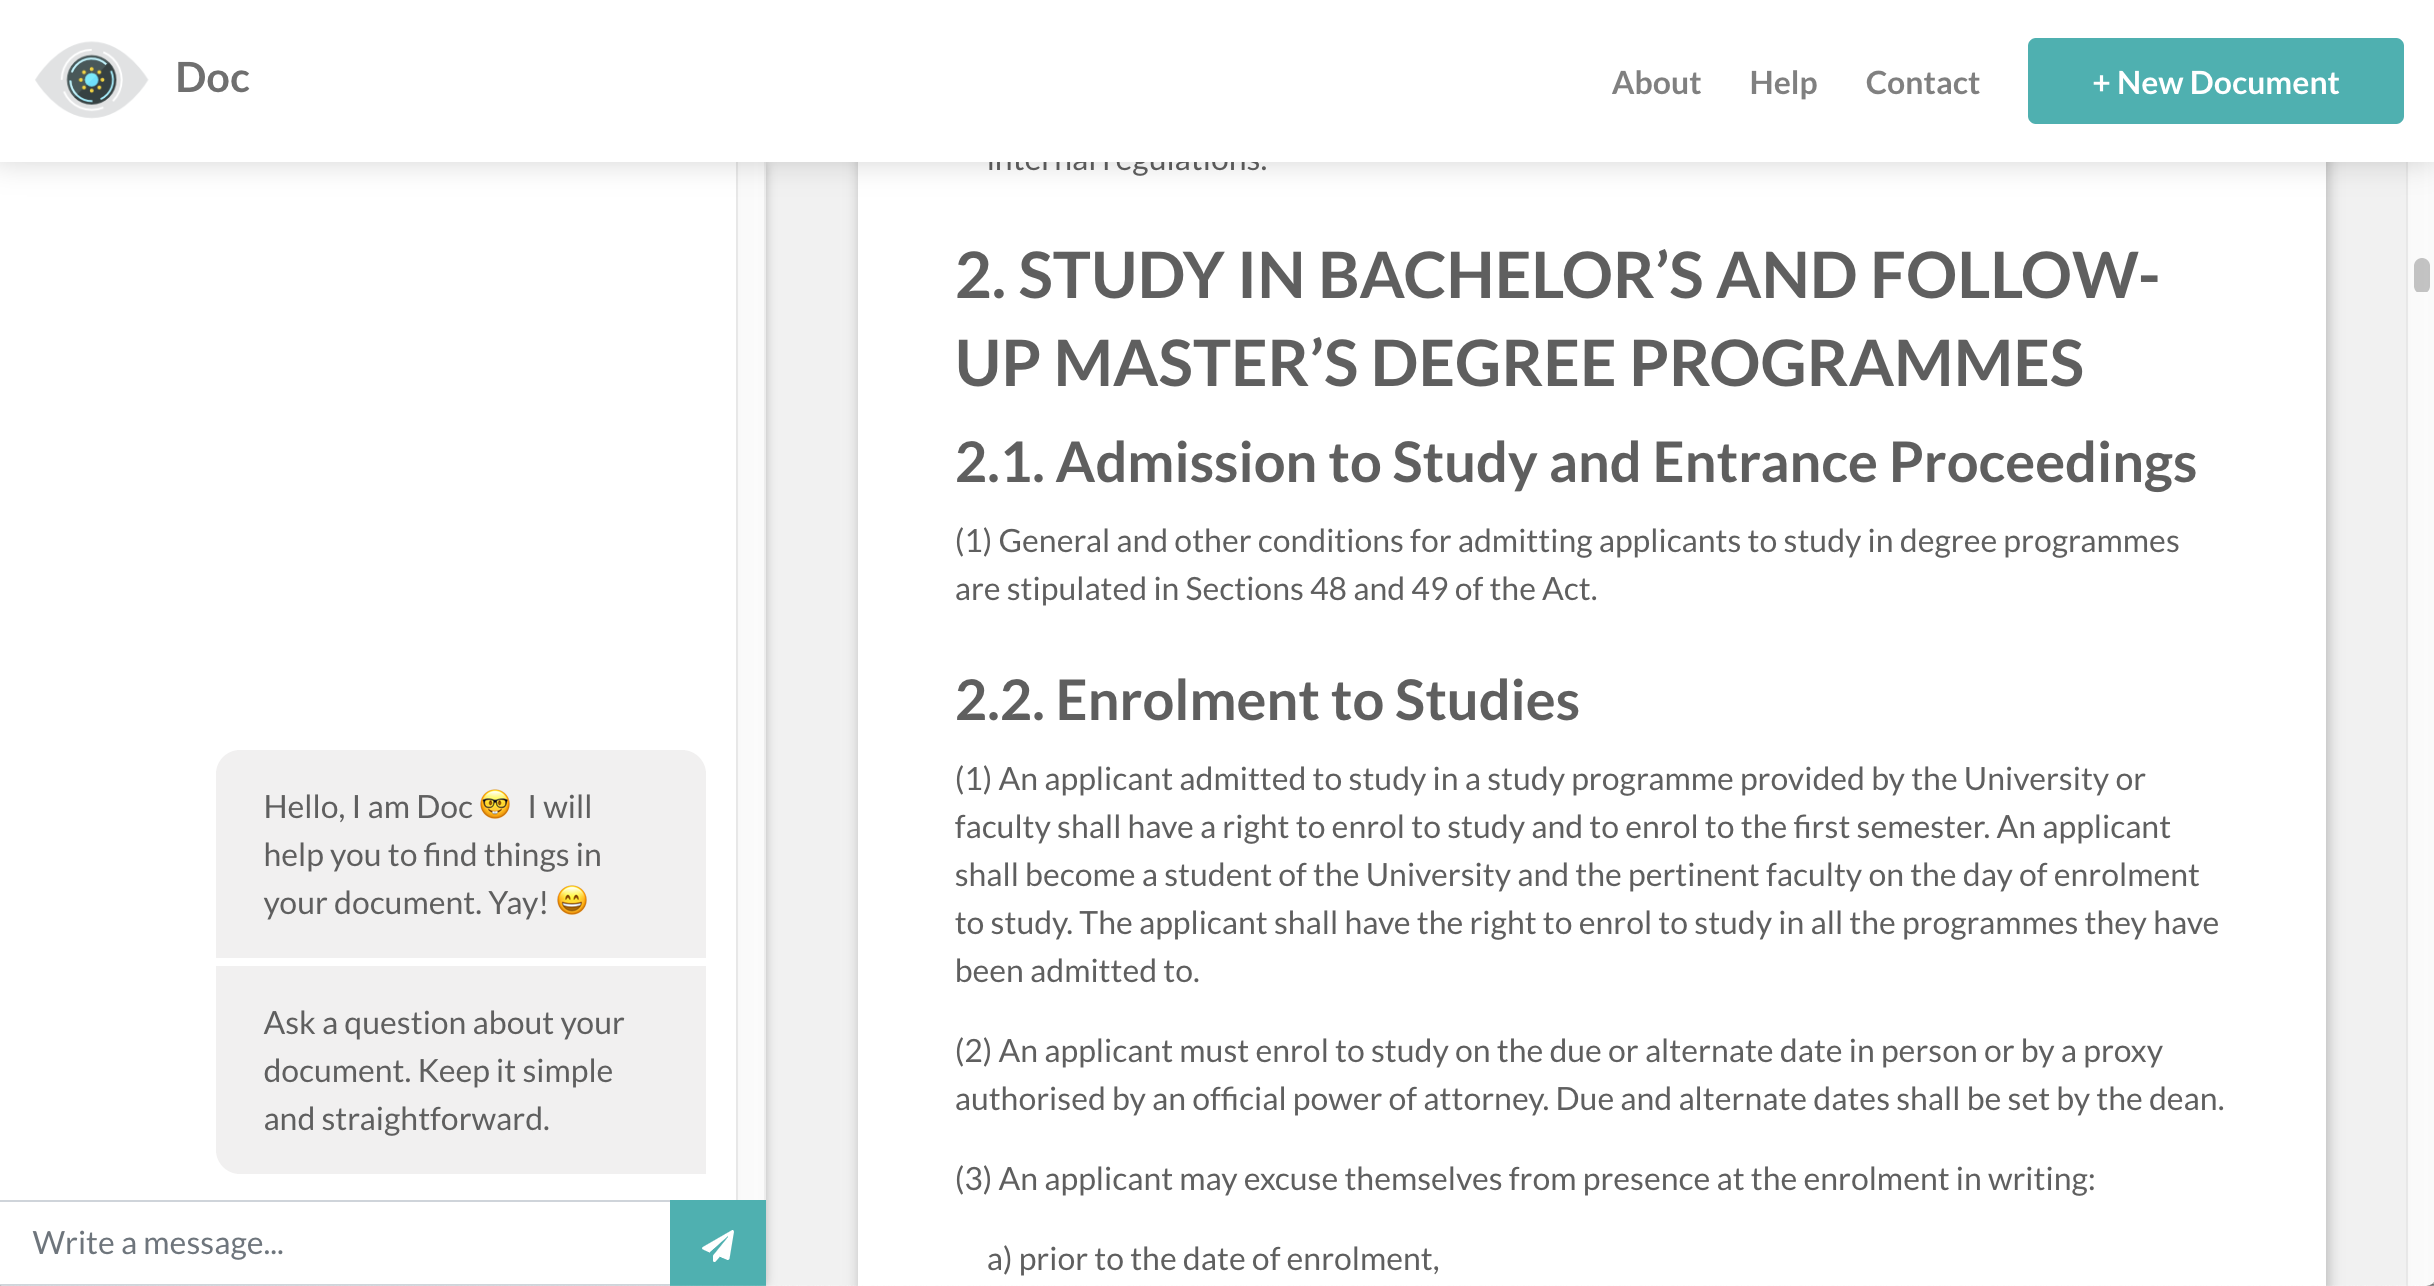 Doc
About
Help
Contact
+ New Document
Hello, I am Doc 🤓 I will
help you to find things in
your document. Yay! 😄
Ask a question about your
document. Keep it simple
and straightforward.
Write a message...
internal regulations.
2. STUDY IN BACHELOR’S AND FOLLOW-
UP MASTER’S DEGREE PROGRAMMES
2.1. Admission to Study and Entrance Proceedings
(1) General and other conditions for admitting applicants to study in degree programmes
are stipulated in Sections 48 and 49 of the Act.
2.2. Enrolment to Studies
(1) An applicant admitted to study in a study programme provided by the University or
faculty shall have a right to enrol to study and to enrol to the first semester. An applicant
shall become a student of the University and the pertinent faculty on the day of enrolment
to study. The applicant shall have the right to enrol to study in all the programmes they have
been admitted to.
(2) An applicant must enrol to study on the due or alternate date in person or by a proxy
authorised by an official power of attorney. Due and alternate dates shall be set by the dean.
(3) An applicant may excuse themselves from presence at the enrolment in writing:
a) prior to the date of enrolment,